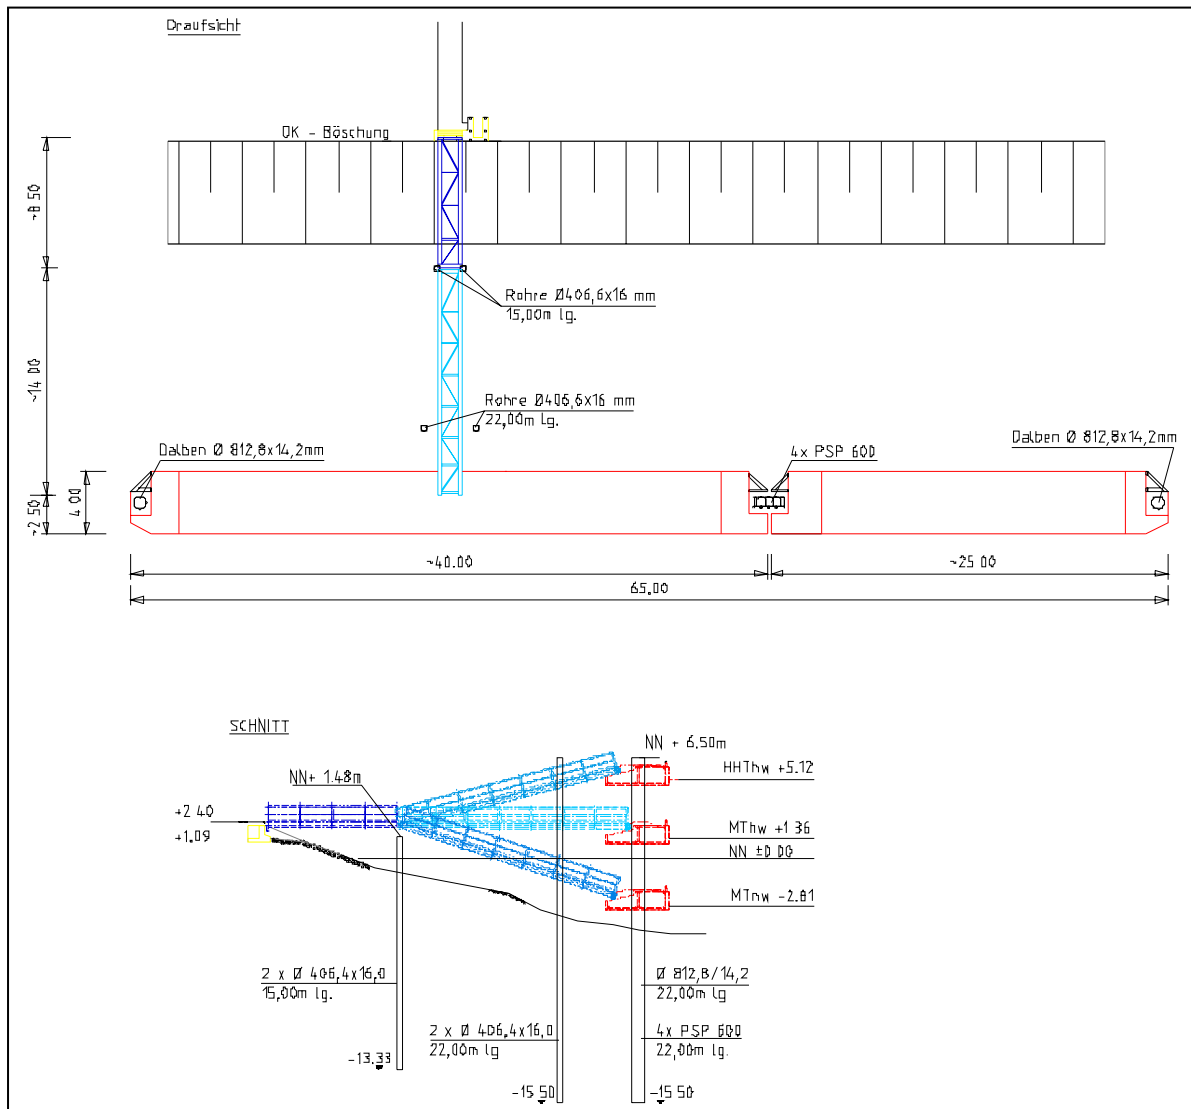 Draufsicht
OK - Böschung
~8 50
Rohre Ø406,6x16 mm
15,00m lg.
~14 00
Rohre Ø406,6x16 mm
22,00m lg.
Dalben Ø 812,8x14,2mm
4x PSP 600
Dalben Ø 812,8x14,2mm
4.00
~2 50
~40.00
~25 00
65.00
SCHNITT
NN + 6.50m
NN+ 1.48m
HHThw +5.12
+2 40
+1.09
MThw +1 36
NN ±0 00
MTnw -2.81
2 x Ø 406,4x16,0
15,00m lg.
Ø 812,8/14,2
22,00m lg
2 x Ø 406,4x16,0
22,00m lg
4x PSP 600
22,00m lg.
-13.33
-15 50
-15 50